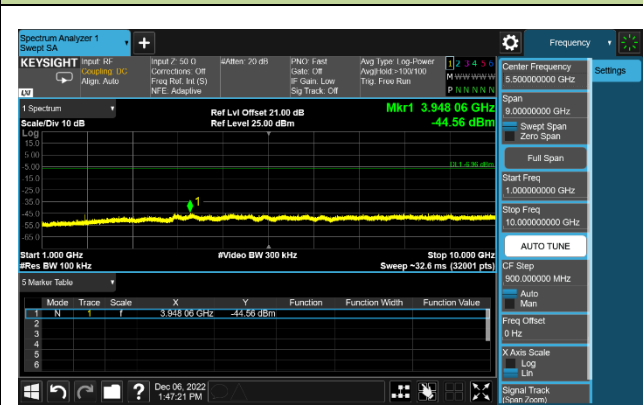 Spectrum Analyzer 1
Swept SA
Frequency
KEYSIGHT
Input: RF
Coupling: DC
Align: Auto
Input Z: 50 Ω
Corrections: Off
Freq Ref: Int (S)
NFE: Adaptive
#Atten: 20 dB
PNO: Fast
Gate: Off
IF Gain: Low
Sig Track: Off
Avg Type: Log-Power
Avg|Hold:>100/100
Trig: Free Run
1 2 3 4 5 6
M W W W W W
P N N N N N
LXI
1 Spectrum
Scale/Div 10 dB
Ref Lvl Offset 21.00 dB
Ref Level 25.00 dBm
Mkr1 3.948 06 GHz
-44.56 dBm
Log
15.0
5.00
-5.00
-15.0
-25.0
-35.0
-45.0
-55.0
-65.0
1
Start 1.000 GHz
#Res BW 100 kHz
#Video BW 300 kHz
Stop 10.000 GHz
Sweep ~32.6 ms (32001 pts)
5 Marker Table
Mode Trace Scale X Y Function Function Width Function Value
1 N 1 f 3.948 06 GHz -44.56 dBm
2
3
4
5
6
Dec 06, 2022
1:47:21 PM
Center Frequency
5.500000000 GHz
Settings
Span
9.00000000 GHz
Swept Span
Zero Span
Full Span
Start Freq
1.000000000 GHz
Stop Freq
10.000000000 GHz
AUTO TUNE
CF Step
900.000000 MHz
Auto
Man
Freq Offset
0 Hz
X Axis Scale
Log
Lin
Signal Track
(Span Zoom)